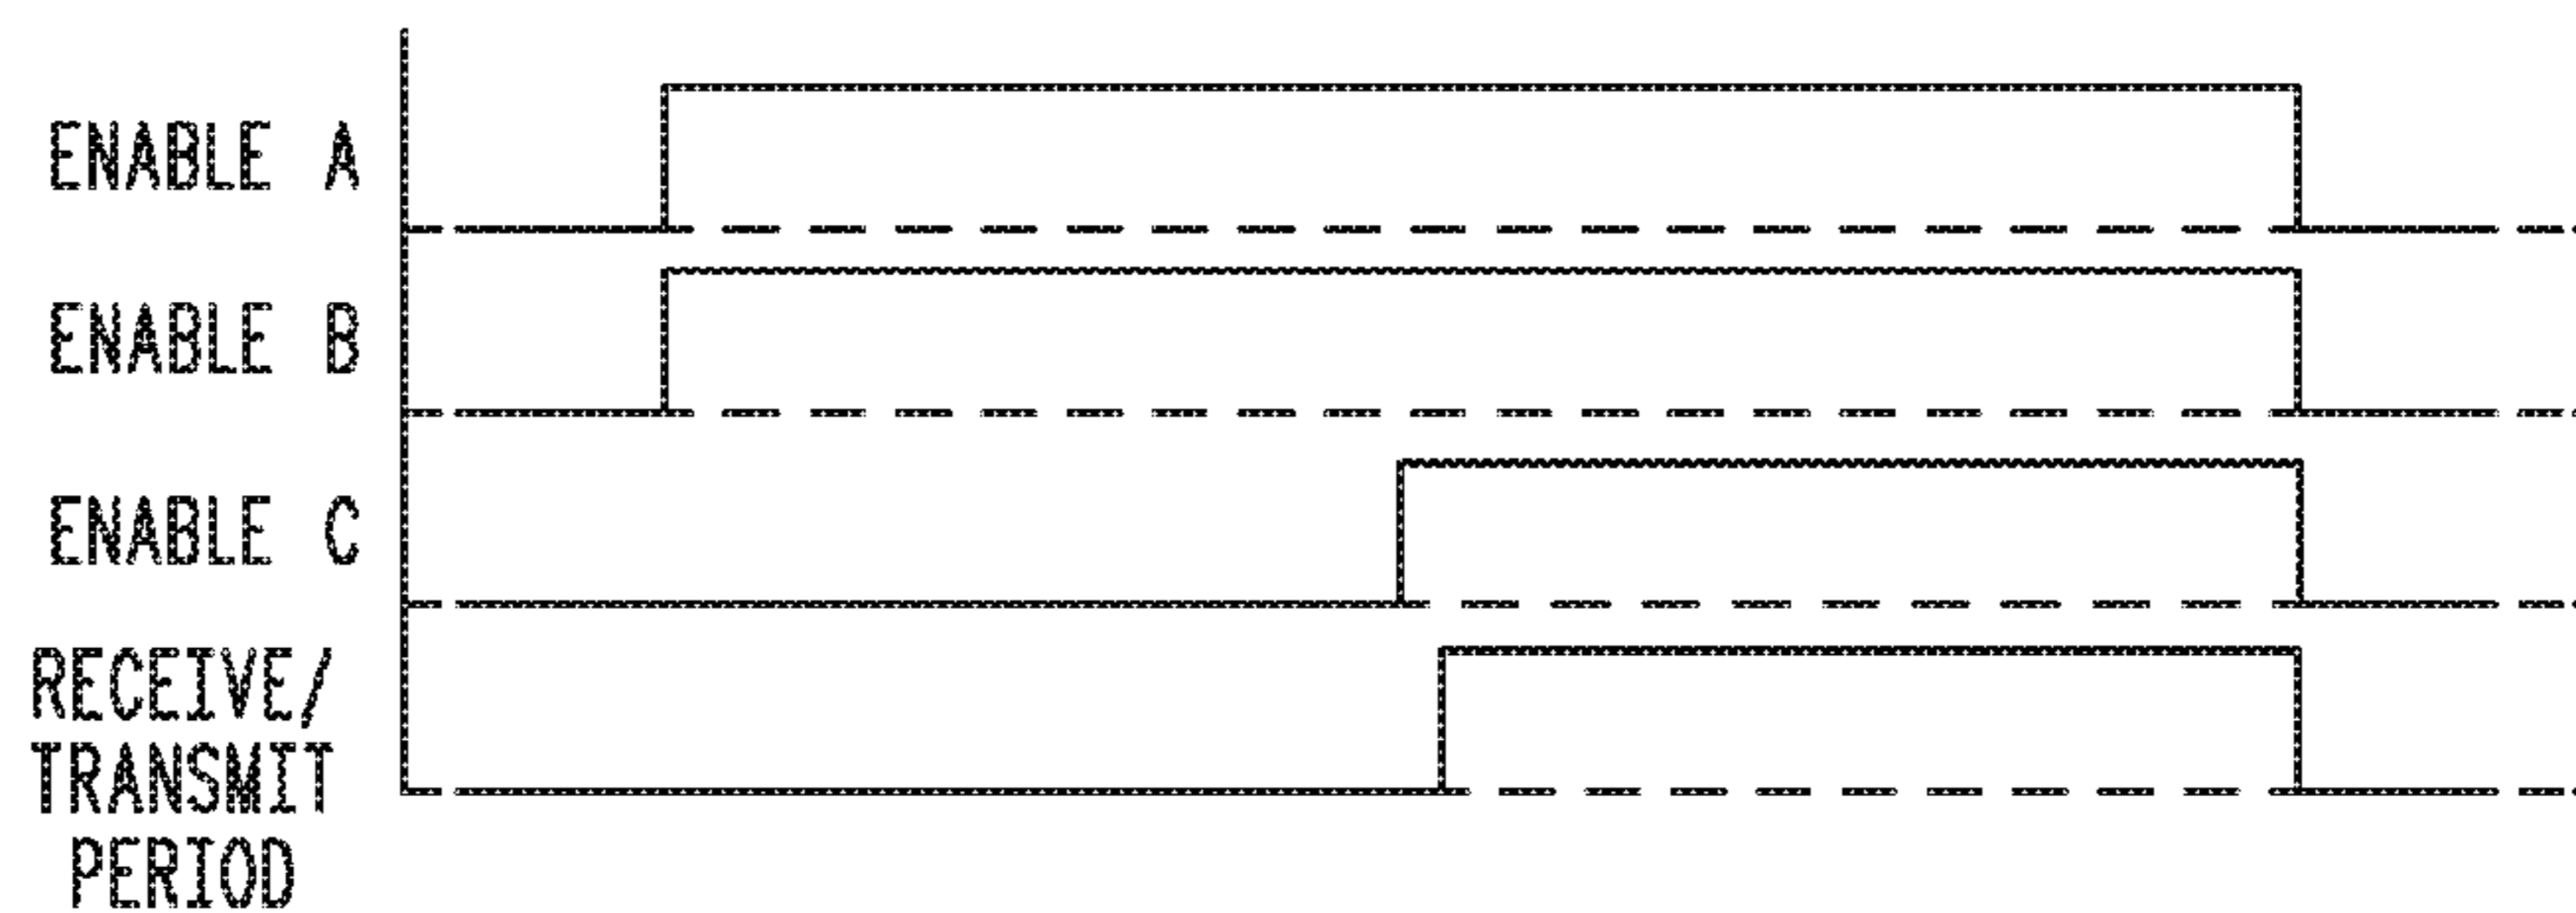 ENABLE A
ENABLE B
ENABLE C
RECEIVE/
TRANSMIT
PERIOD